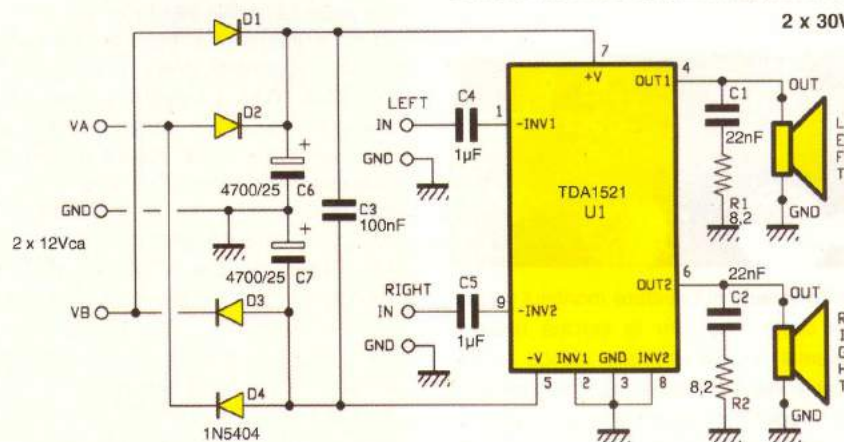 2 x 30V
D1
D2
VA
GND
2 x 12Vca
VB
+
4700/25
C6
+
4700/25
C7
C3
100nF
D3
D4
1N5404
LEFT
IN
GND
C4
1µF
RIGHT
IN
GND
C5
1µF
7
+V
1
-INV1
OUT1
4
TDA1521
U1
9
-INV2
OUT2
6
-V
INV1
GND
INV2
5
2
3
8
C1
22nF
R1
8,2
OUT
GND
LEFT
22nF
C2
8,2
R2
OUT
GND
RIGHT